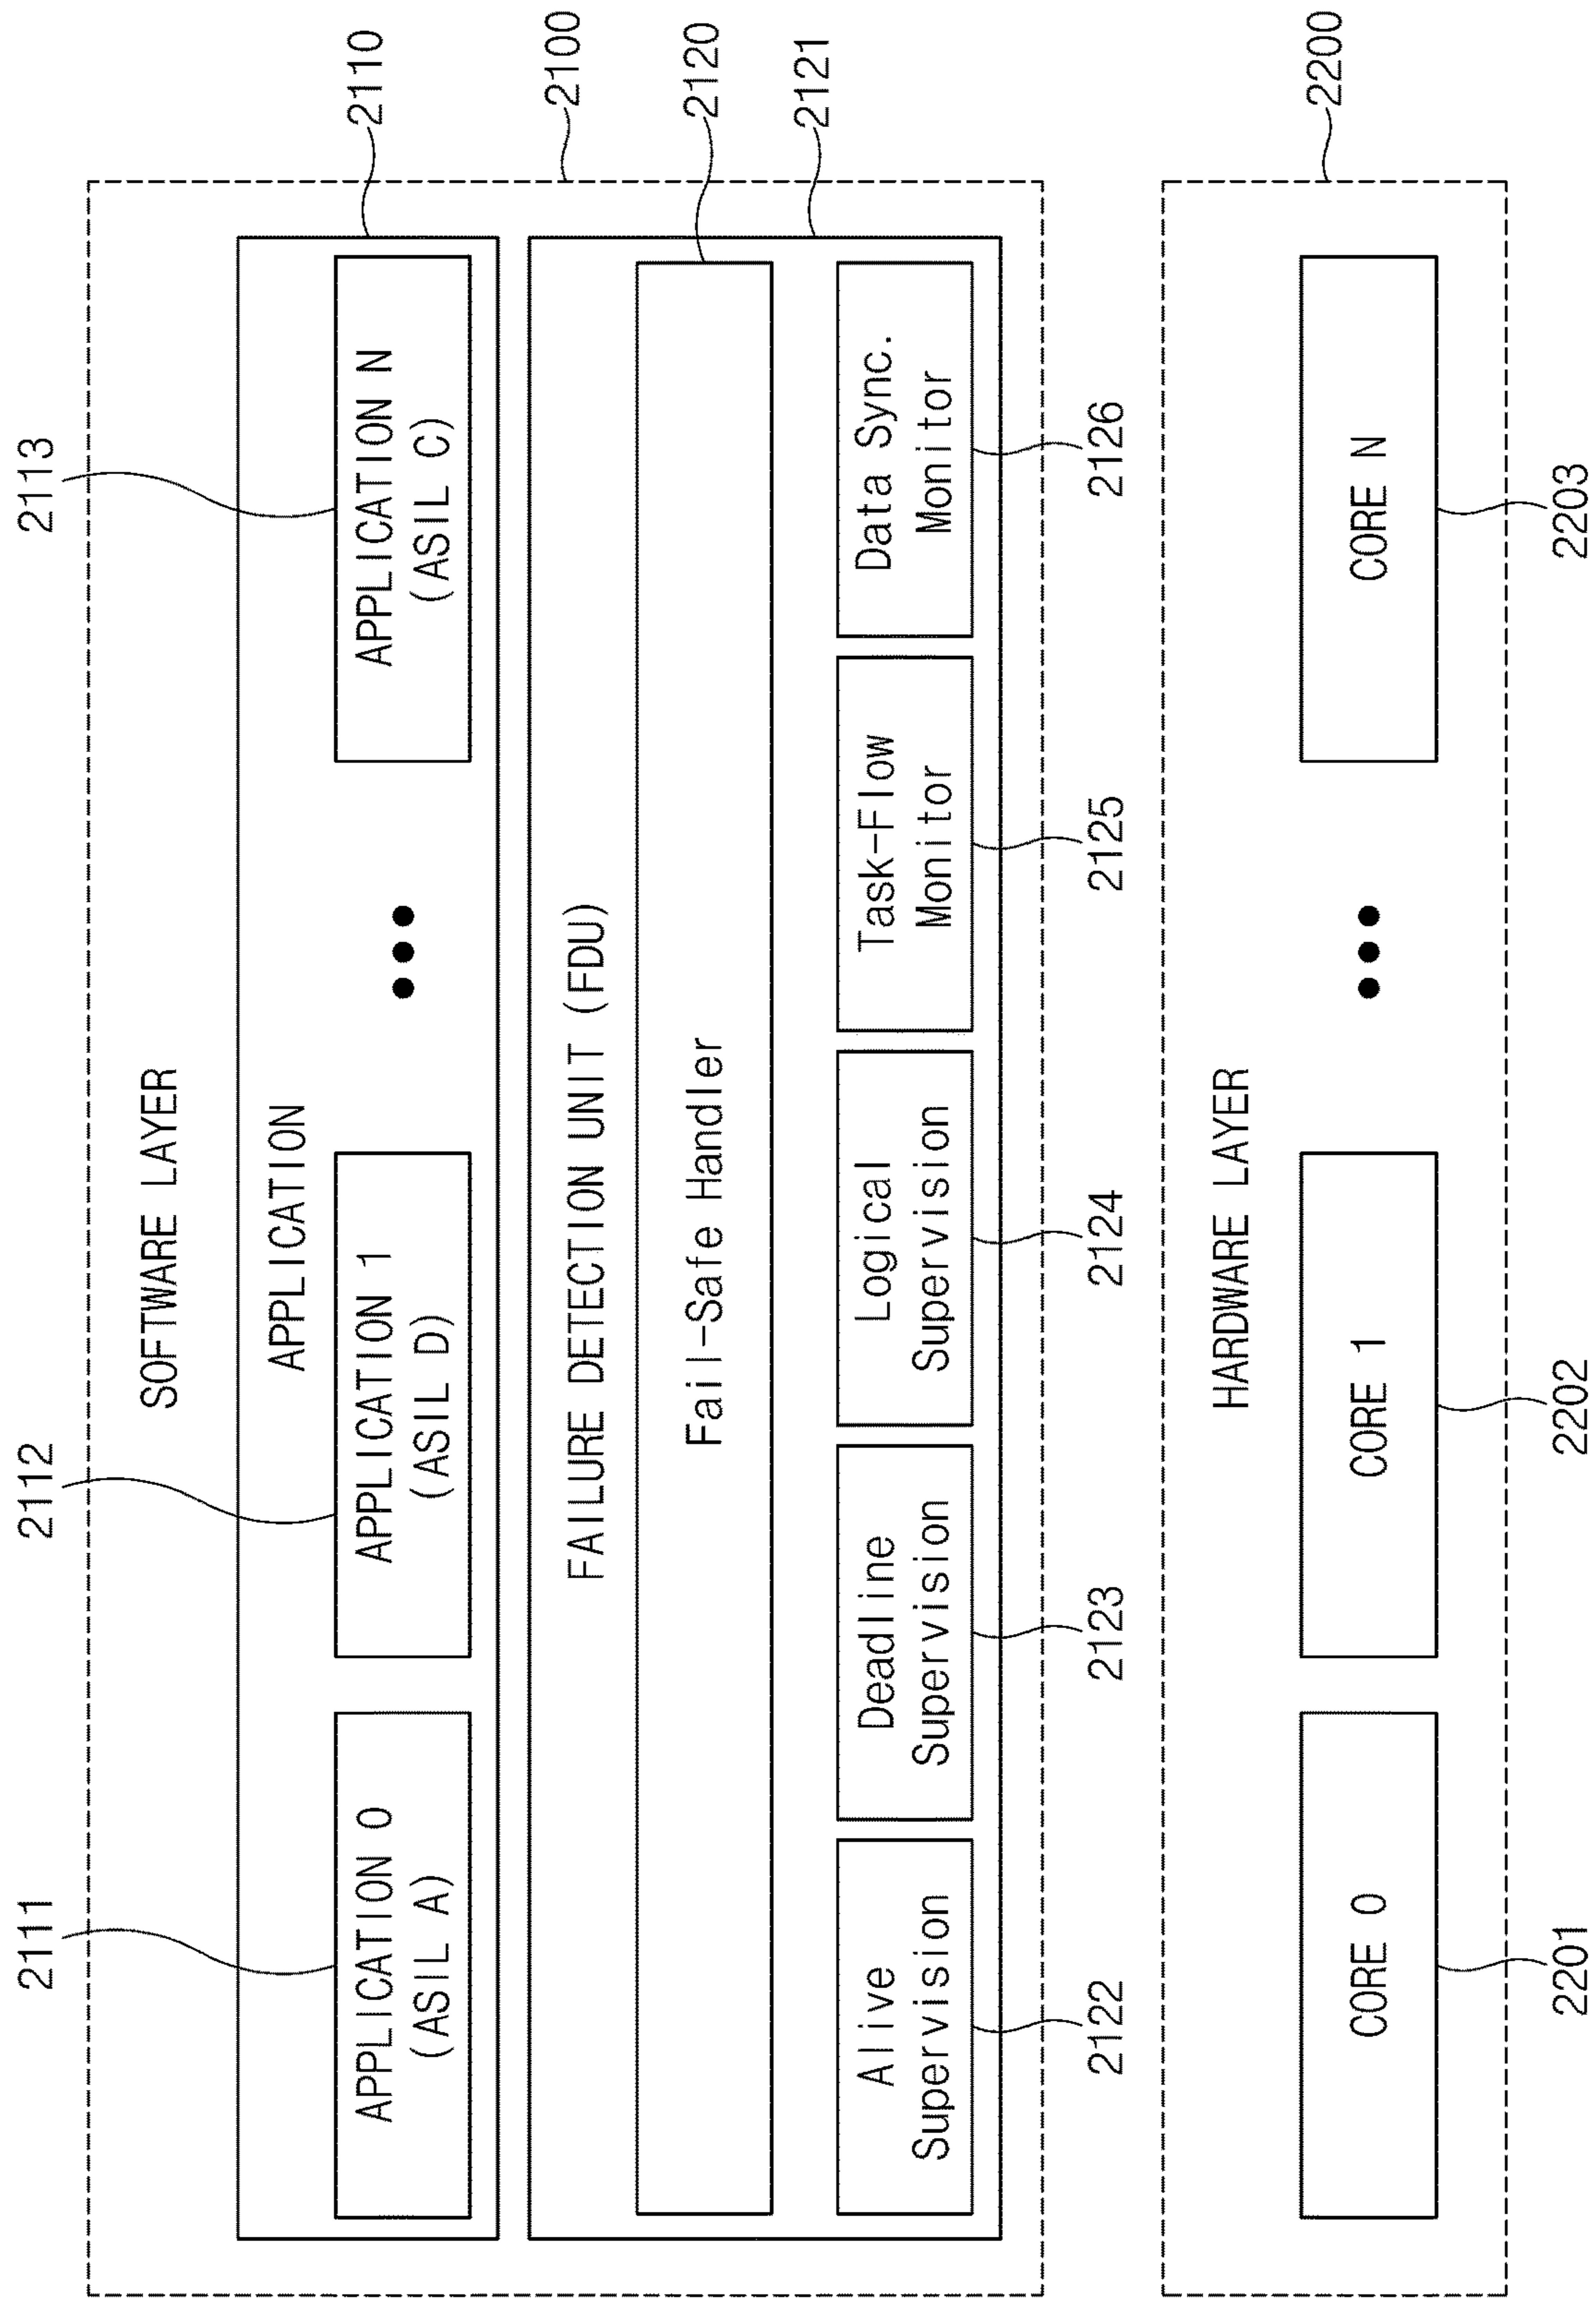 SOFTWARE LAYER
2100
APPLICATION
2110
2111
APPLICATION 0
(ASIL A)
2112
APPLICATION 1
(ASIL D)
2113
APPLICATION N
(ASIL C)
FAILURE DETECTION UNIT (FDU)
Fail-Safe Handler
2120
2121
Alive
Supervision
2122
Deadline
Supervision
2123
Logical
Supervision
2124
Task-Flow
Monitor
2125
Data Sync.
Monitor
2126
HARDWARE LAYER
2200
CORE 0
2201
CORE 1
2202
CORE N
2203